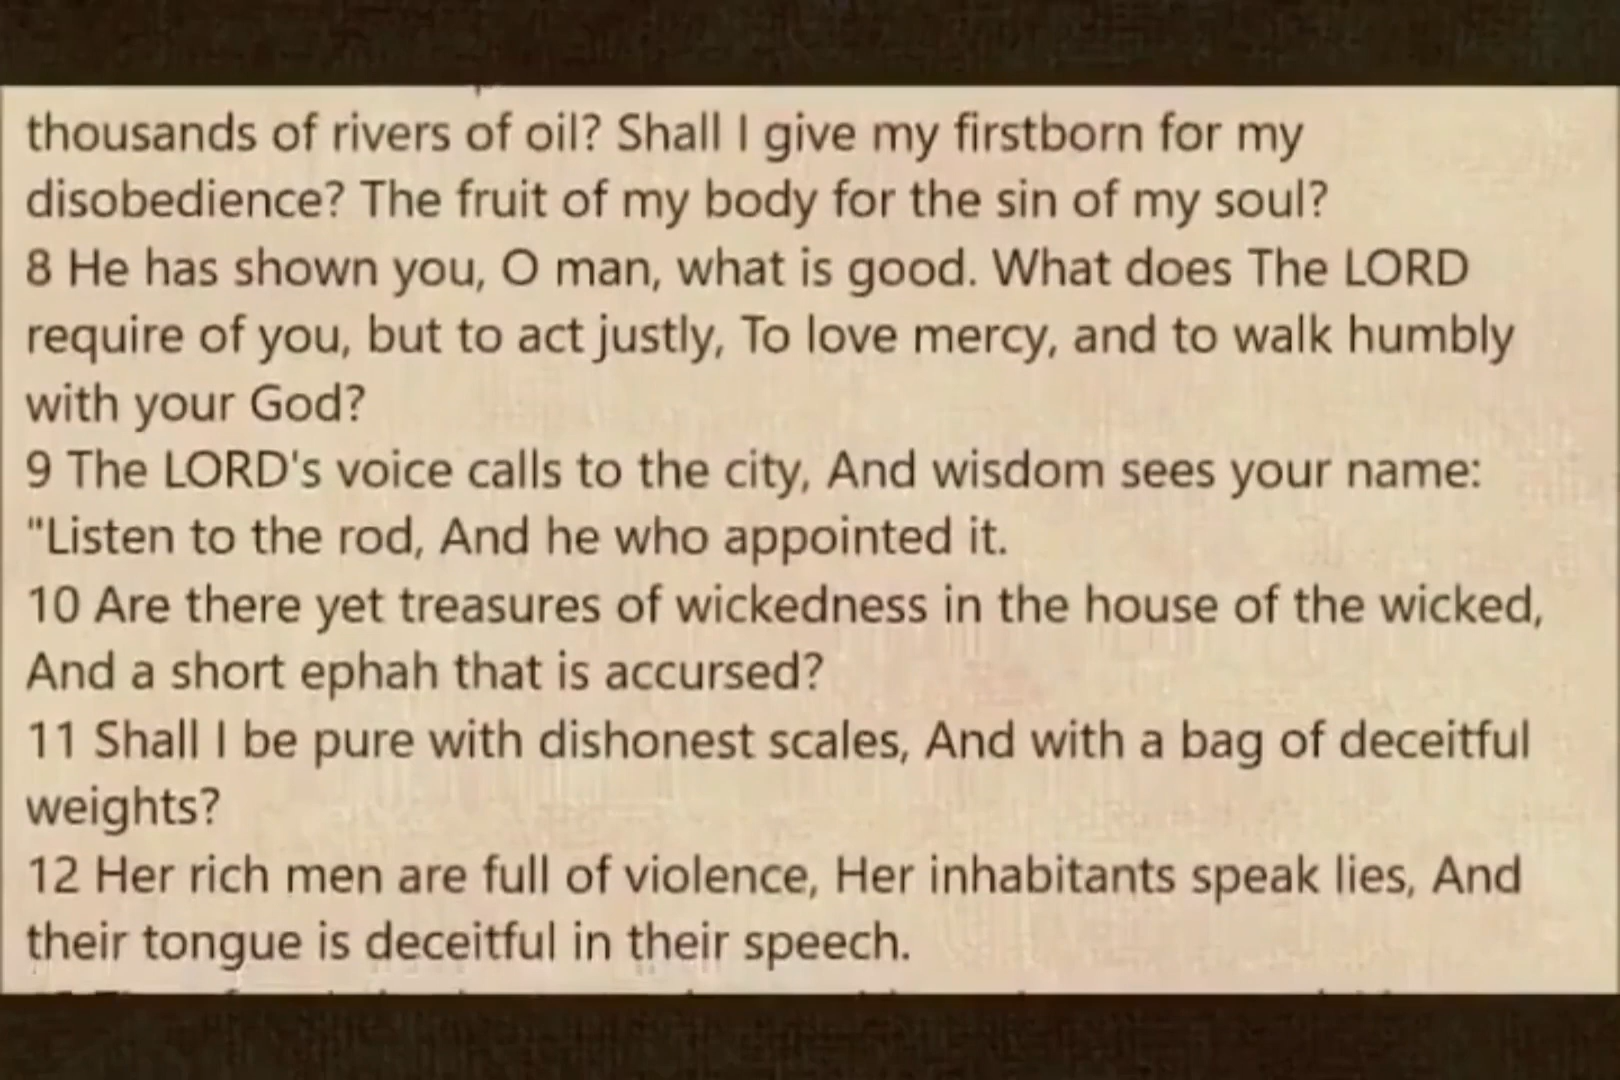 thousands of rivers of oil? Shall I give my firstborn for my
disobedience? The fruit of my body for the sin of my soul?
8 He has shown you, O man, what is good. What does The LORD
require of you, but to act justly, To love mercy, and to walk humbly
with your God?
9 The LORD's voice calls to the city, And wisdom sees your name:
"Listen to the rod, And he who appointed it.
10 Are there yet treasures of wickedness in the house of the wicked,
And a short ephah that is accursed?
11 Shall I be pure with dishonest scales, And with a bag of deceitful
weights?
12 Her rich men are full of violence, Her inhabitants speak lies, And
their tongue is deceitful in their speech.